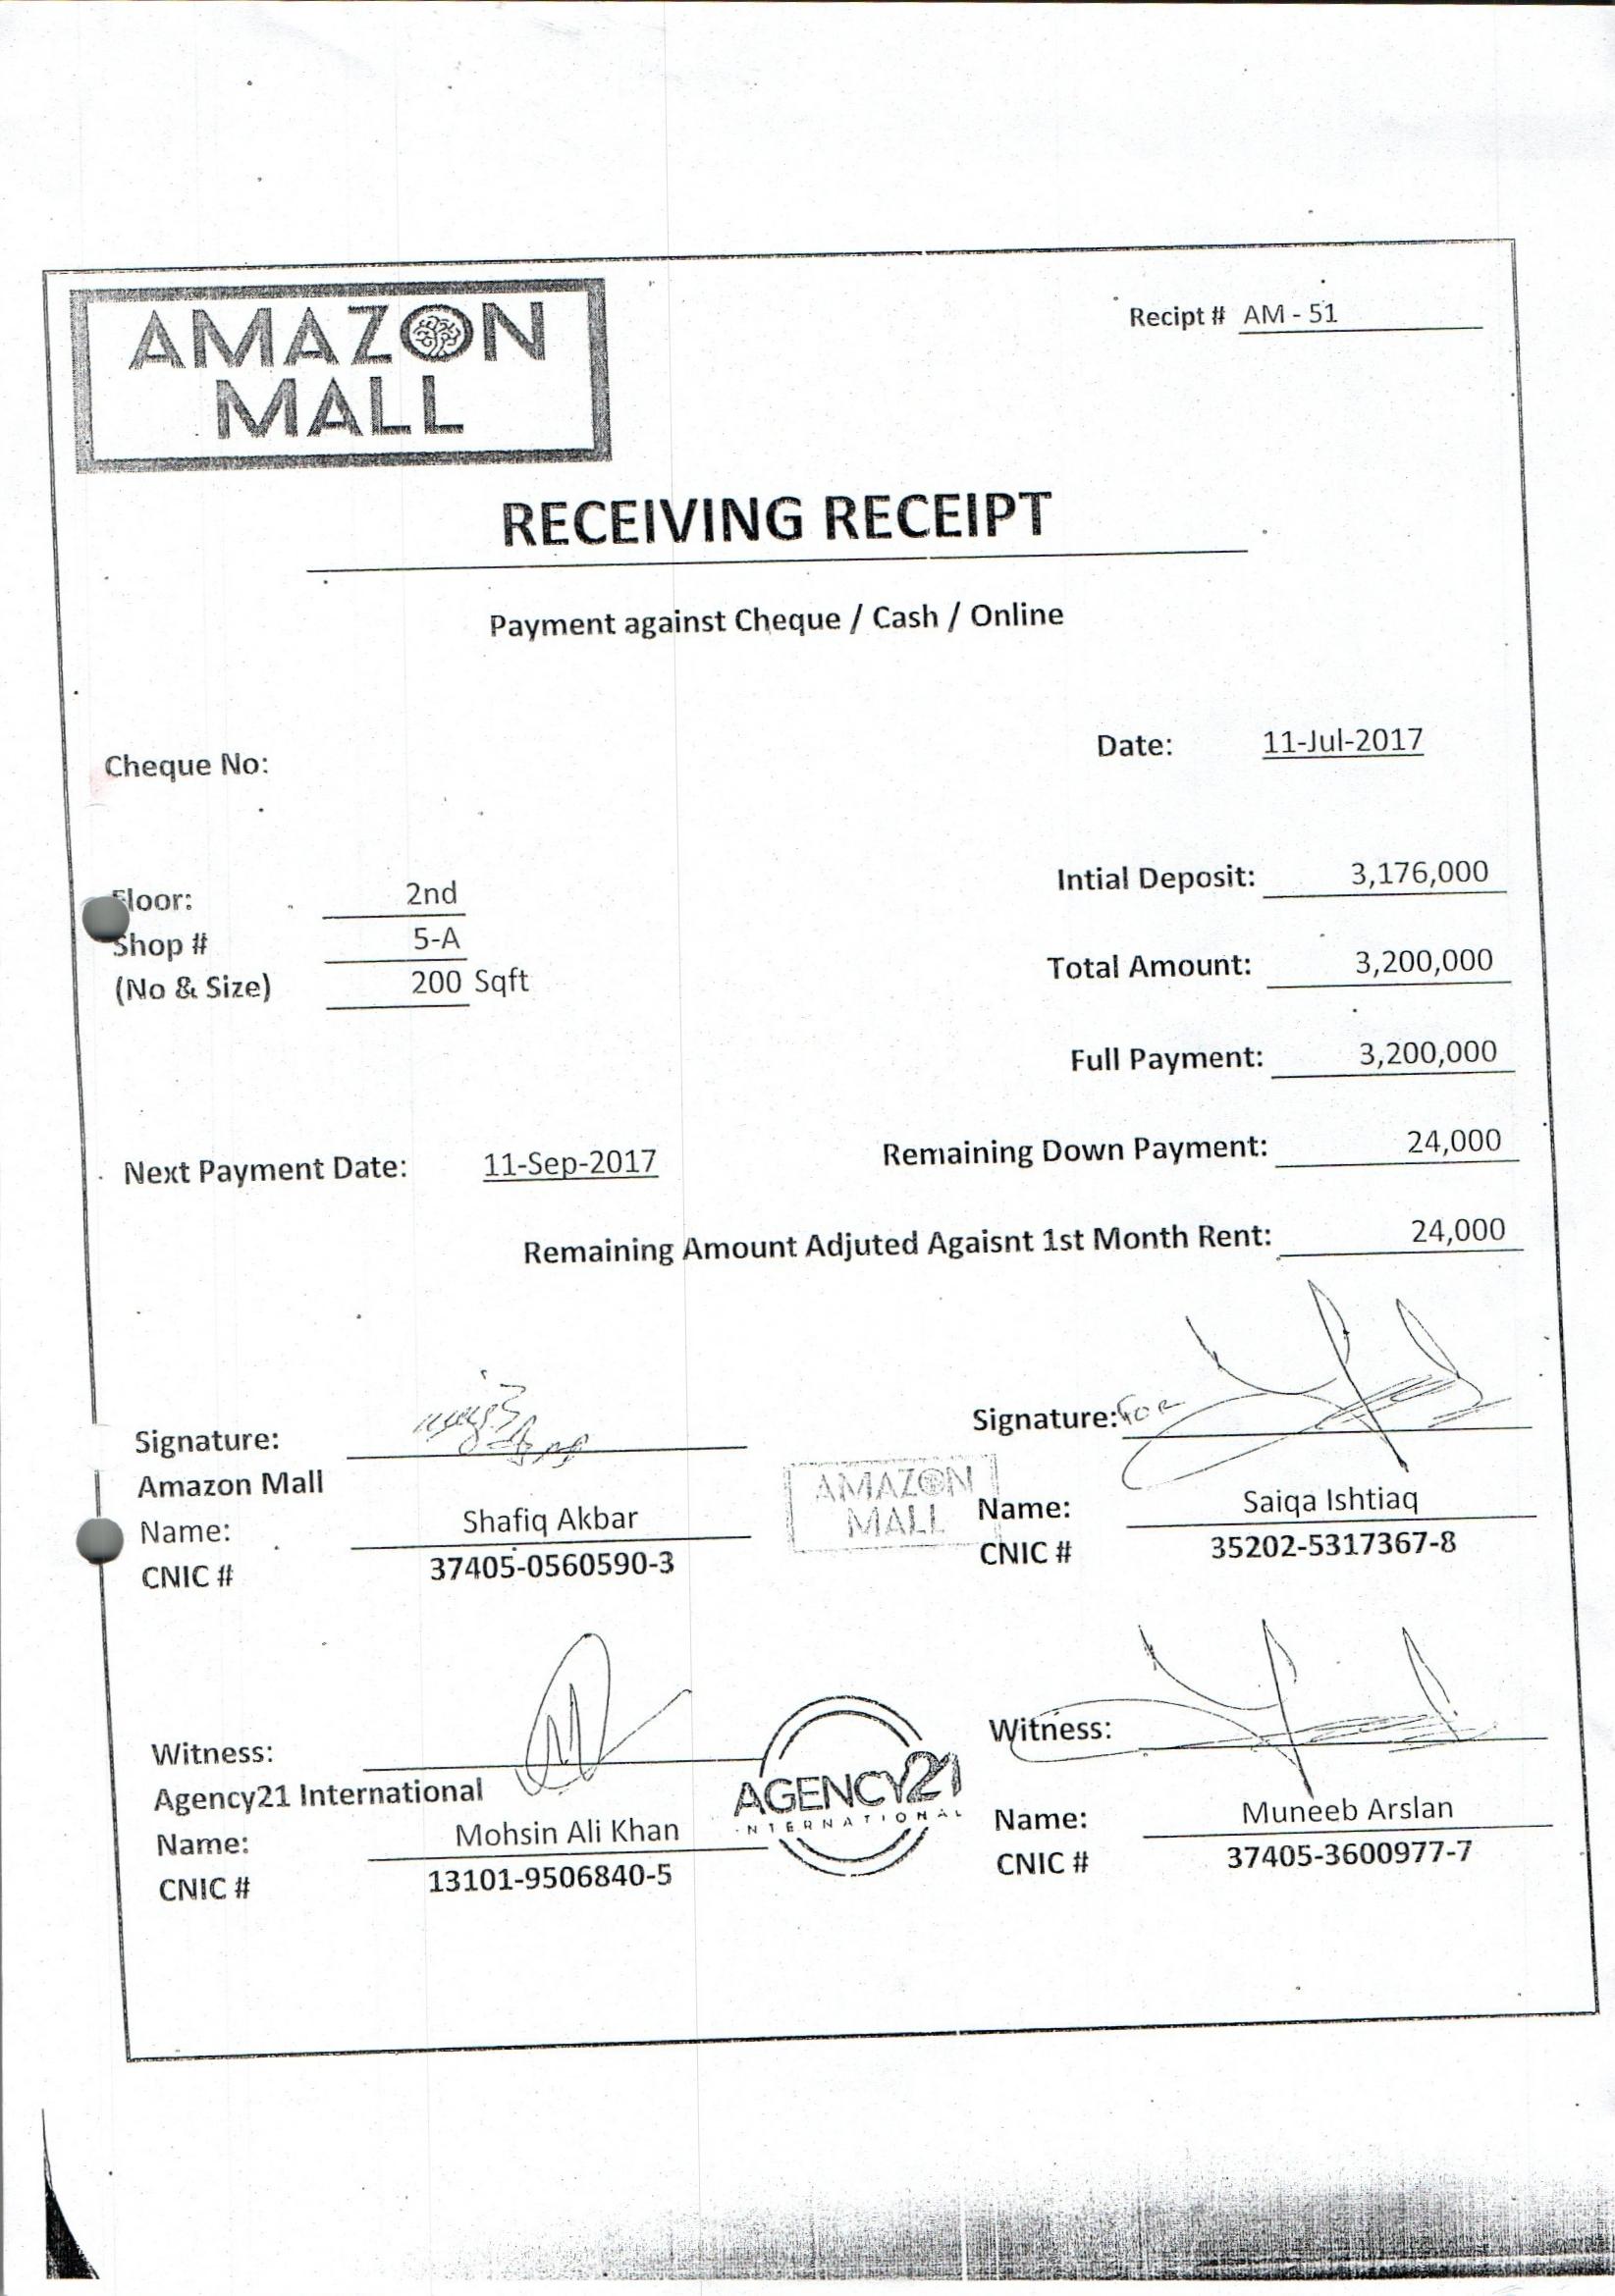 AMAZON
MALL
Recipt # AM - 51
RECEIVING RECEIPT
Payment against Cheque / Cash / Online
Cheque No:
Date: 11-Jul-2017
Floor: 2nd
Intial Deposit: 3,176,000
Shop # 5-A
(No & Size) 200 Sqft
Total Amount: 3,200,000
Full Payment: 3,200,000
Next Payment Date: 11-Sep-2017
Remaining Down Payment: 24,000
Remaining Amount Adjuted Agaisnt 1st Month Rent: 24,000
Signature:
Signature: FOR
Amazon Mall
AMAZON
MALL
Name: Shafiq Akbar
Name: Saiqa Ishtiaq
CNIC # 37405-0560590-3
CNIC # 35202-5317367-8
Witness:
Witness:
Agency21 International
AGENCY21
INTERNATIONAL
Name: Mohsin Ali Khan
Name: Muneeb Arslan
CNIC # 13101-9506840-5
CNIC # 37405-3600977-7